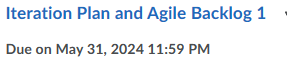 Iteration Plan and Agile Backlog 1
Due on May 31, 2024 11:59 PM